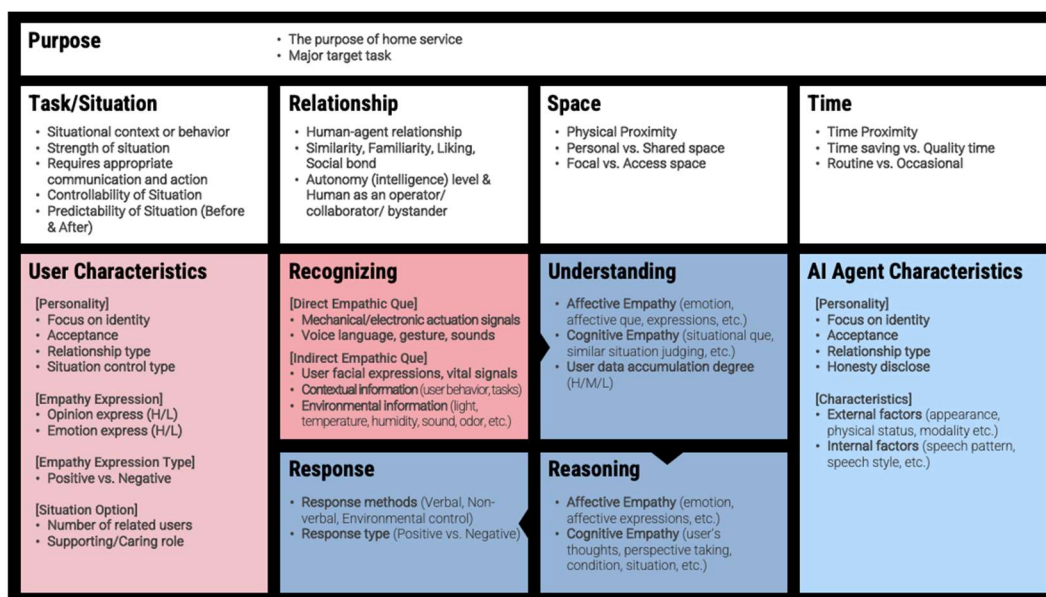 Purpose
• The purpose of home service
• Major target task
Task/Situation
• Situational context or behavior
• Strength of situation
• Requires appropriate
communication and action
• Controllability of Situation
• Predictability of Situation (Before
& After)
Relationship
• Human-agent relationship
• Similarity, Familiarity, Liking,
Social bond
• Autonomy (intelligence) level &
Human as an operator/
collaborator/ bystander
Space
• Physical Proximity
• Personal vs. Shared space
• Focal vs. Access space
Time
• Time Proximity
• Time saving vs. Quality time
• Routine vs. Occasional
User Characteristics
[Personality]
• Focus on identity
• Acceptance
• Relationship type
• Situation control type
[Empathy Expression]
• Opinion express (H/L)
• Emotion express (H/L)
[Empathy Expression Type]
• Positive vs. Negative
[Situation Option]
• Number of related users
• Supporting/Caring role
Recognizing
[Direct Empathic Que]
• Mechanical/electronic actuation signals
• Voice language, gesture, sounds
[Indirect Empathic Que]
• User facial expressions, vital signals
• Contextual information (user behavior, tasks)
• Environmental information (light,
temperature, humidity, sound, odor, etc.)
Understanding
• Affective Empathy (emotion,
affective que, expressions, etc.)
• Cognitive Empathy (situational que,
similar situation judging, etc.)
• User data accumulation degree
(H/M/L)
AI Agent Characteristics
[Personality]
• Focus on identity
• Acceptance
• Relationship type
• Honesty disclose
[Characteristics]
• External factors (appearance,
physical status, modality etc.)
• Internal factors (speech pattern,
speech style, etc.)
Response
• Response methods (Verbal, Non-
verbal, Environmental control)
• Response type (Positive vs. Negative)
Reasoning
• Affective Empathy (emotion,
affective expressions, etc.)
• Cognitive Empathy (user's
thoughts, perspective taking,
condition, situation, etc.)